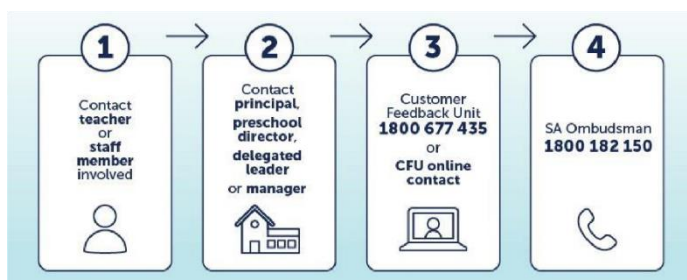 1
Contact
teacher
or
staff
member
involved
2
Contact
principal,
preschool
director,
delegated
leader
or manager
3
Customer
Feedback Unit
1800 677 435
or
CFU online
contact
4
SA Ombudsman
1800 182 150